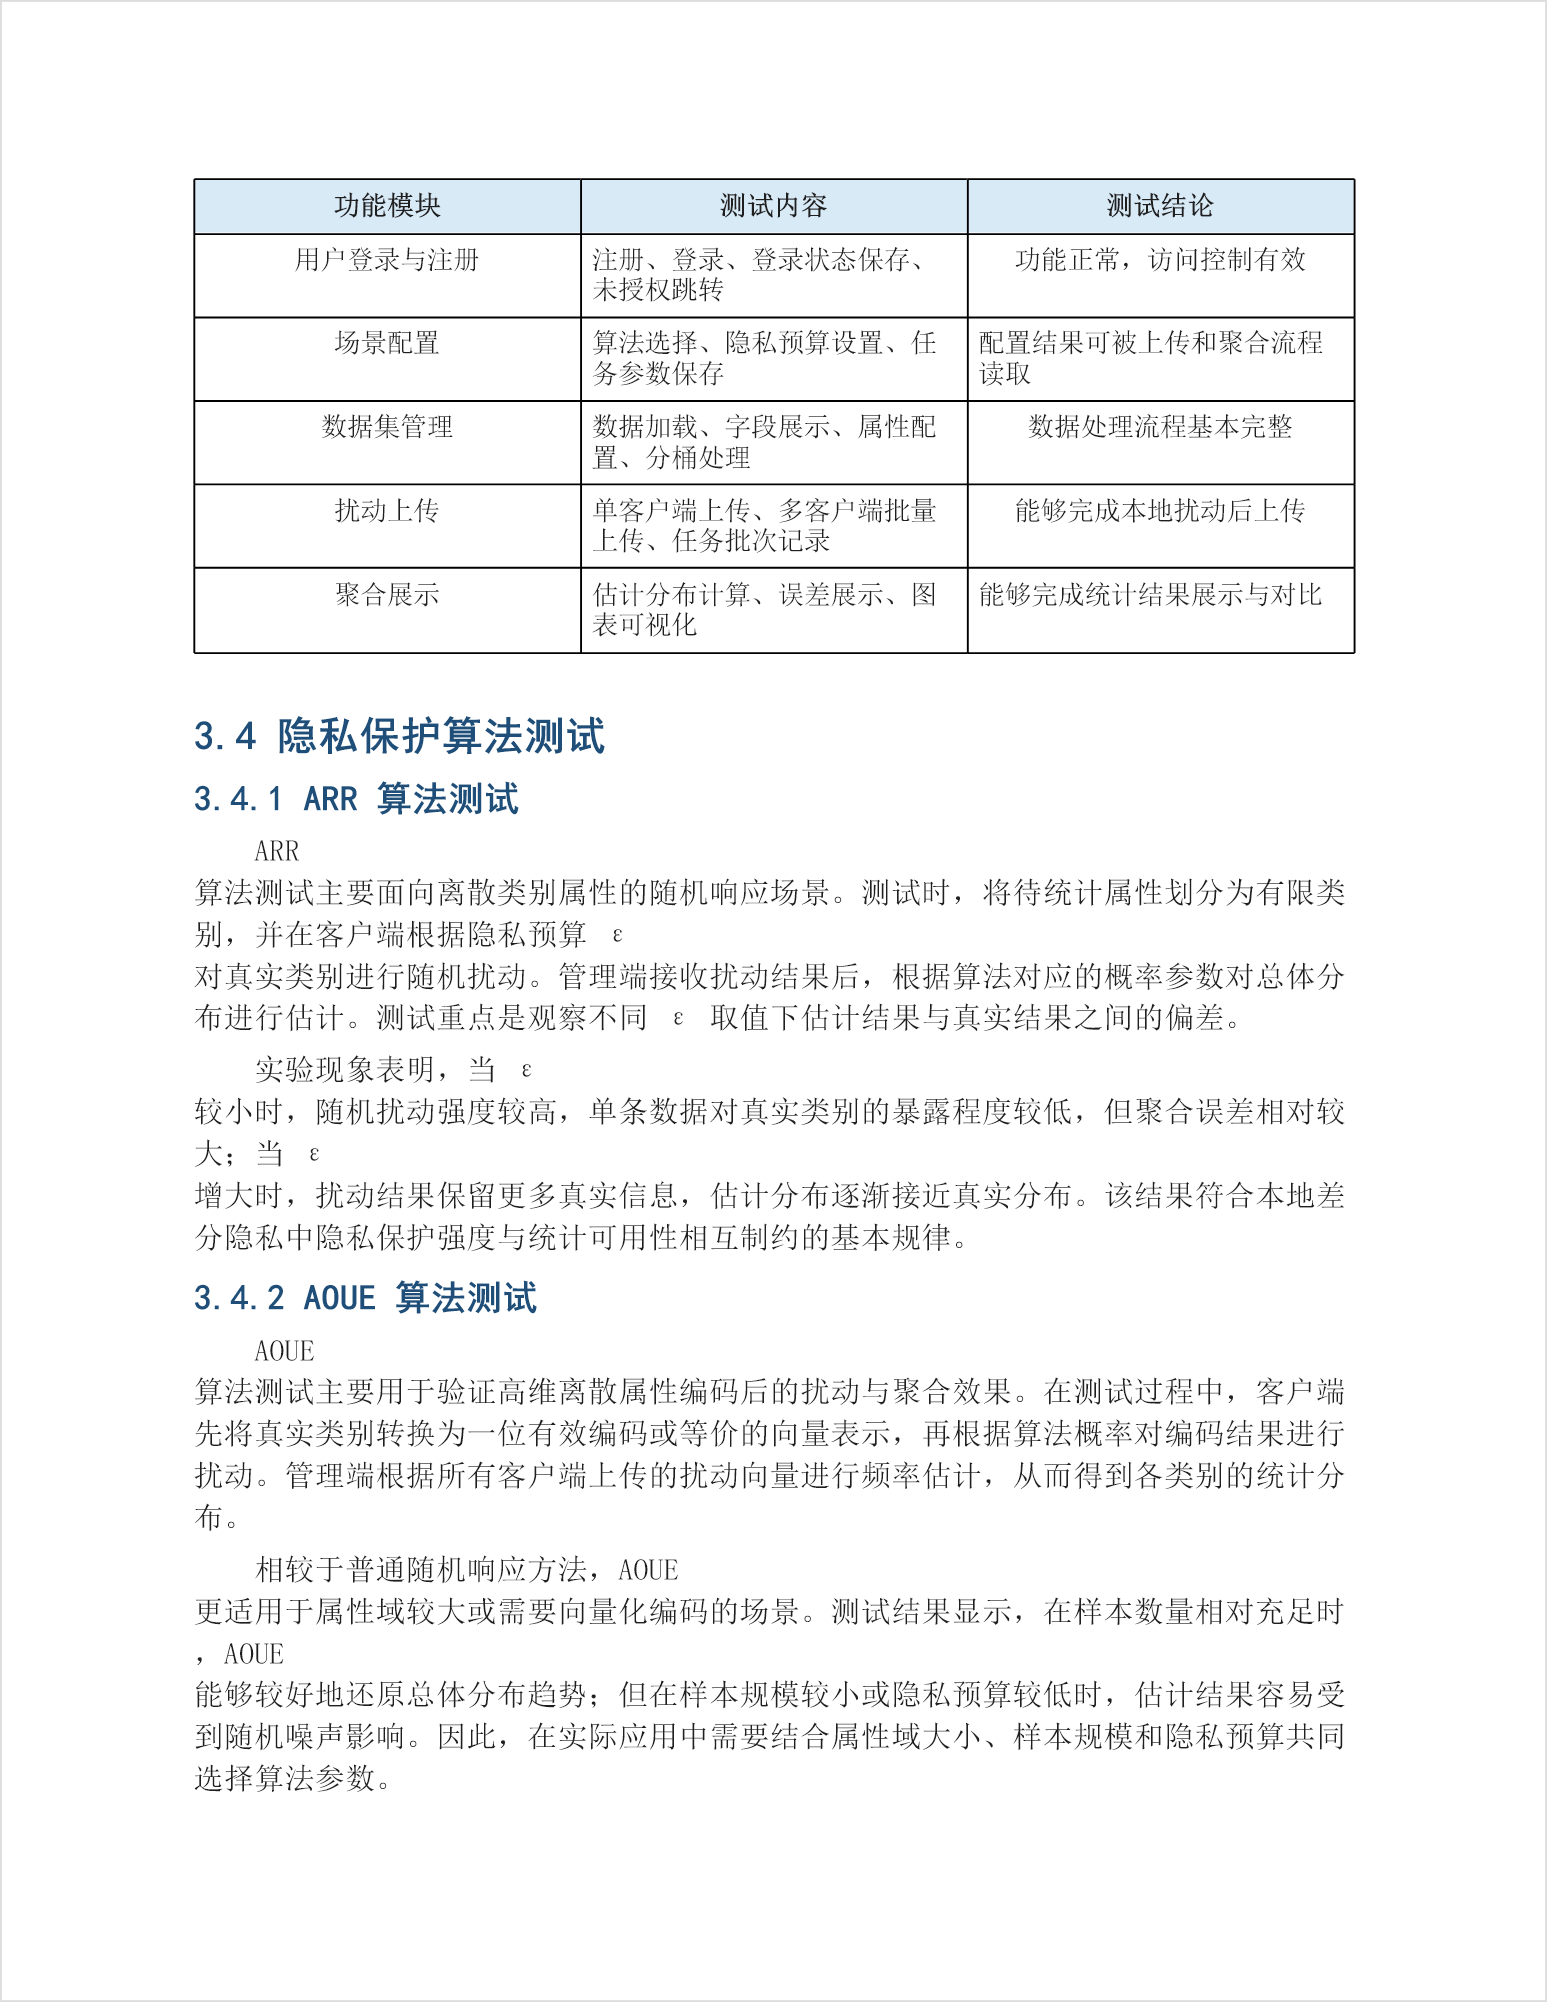 功能模块 测试内容 测试结论
用户登录与注册 注册、登录、登录状态保存、 功能正常，访问控制有效
未授权跳转
场景配置 算法选择、隐私预算设置、任 配置结果可被上传和聚合流程
务参数保存 读取
数据集管理 数据加载、字段展示、属性配 数据处理流程基本完整
置、分桶处理
扰动上传 单客户端上传、多客户端批量 能够完成本地扰动后上传
上传、任务批次记录
聚合展示 估计分布计算、误差展示、图 能够完成统计结果展示与对比
表可视化
3.4 隐私保护算法测试
3.4.1 ARR 算法测试
ARR
算法测试主要面向离散类别属性的随机响应场景。测试时，将待统计属性划分为有限类
别，并在客户端根据隐私预算 ε
对真实类别进行随机扰动。管理端接收扰动结果后，根据算法对应的概率参数对总体分
布进行估计。测试重点是观察不同 ε 取值下估计结果与真实结果之间的偏差。
实验现象表明，当 ε
较小时，随机扰动强度较高，单条数据对真实类别的暴露程度较低，但聚合误差相对较
大；当 ε
增大时，扰动结果保留更多真实信息，估计分布逐渐接近真实分布。该结果符合本地差
分隐私中隐私保护强度与统计可用性相互制约的基本规律。
3.4.2 AOUE 算法测试
AOUE
算法测试主要用于验证高维离散属性编码后的扰动与聚合效果。在测试过程中，客户端
先将真实类别转换为一位有效编码或等价的向量表示，再根据算法概率对编码结果进行
扰动。管理端根据所有客户端上传的扰动向量进行频率估计，从而得到各类别的统计分
布。
相较于普通随机响应方法，AOUE
更适用于属性域较大或需要向量化编码的场景。测试结果显示，在样本数量相对充足时
，AOUE
能够较好地还原总体分布趋势；但在样本规模较小或隐私预算较低时，估计结果容易受
到随机噪声影响。因此，在实际应用中需要结合属性域大小、样本规模和隐私预算共同
选择算法参数。